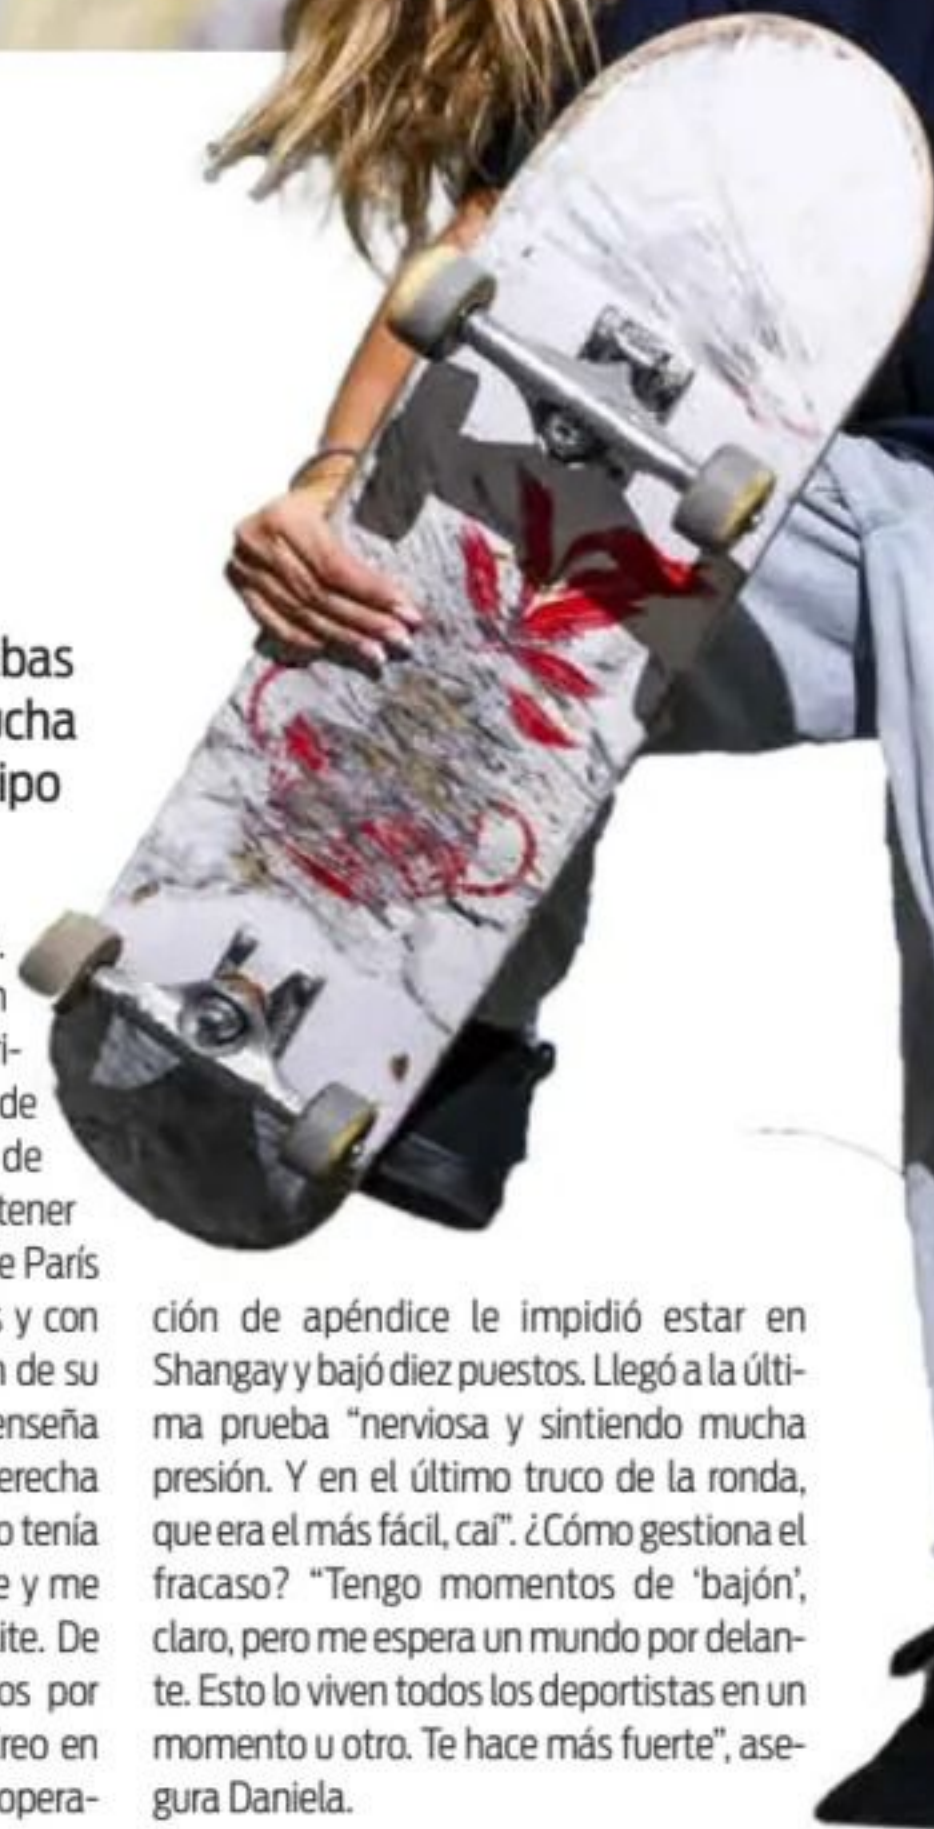 bas
cha
ipo
n
i-
de
de
tener
e París
s y con
n de su
enseña
erecha
o tenía
e y me
ite. De
os por
reo en
opera-
ción de apéndice le impidió estar en
Shangay y bajó diez puestos. Llegó a la últi-
ma prueba “nerviosa y sintiendo mucha
presión. Y en el último truco de la ronda,
que era el más fácil, caí”. ¿Cómo gestiona el
fracaso? “Tengo momentos de ‘bajón’,
claro, pero me espera un mundo por delan-
te. Esto lo viven todos los deportistas en un
momento u otro. Te hace más fuerte”, ase-
gura Daniela.